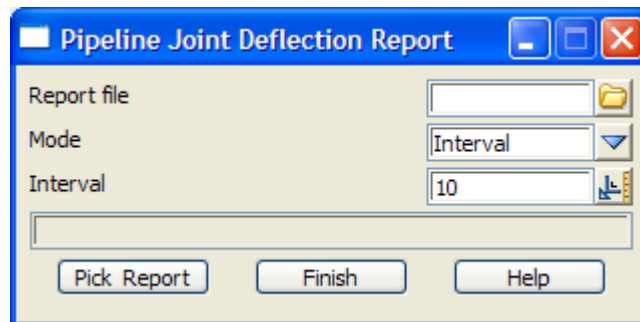 Pipeline Joint Deflection Report
Report file
Mode Interval
Interval 10
Pick Report Finish Help